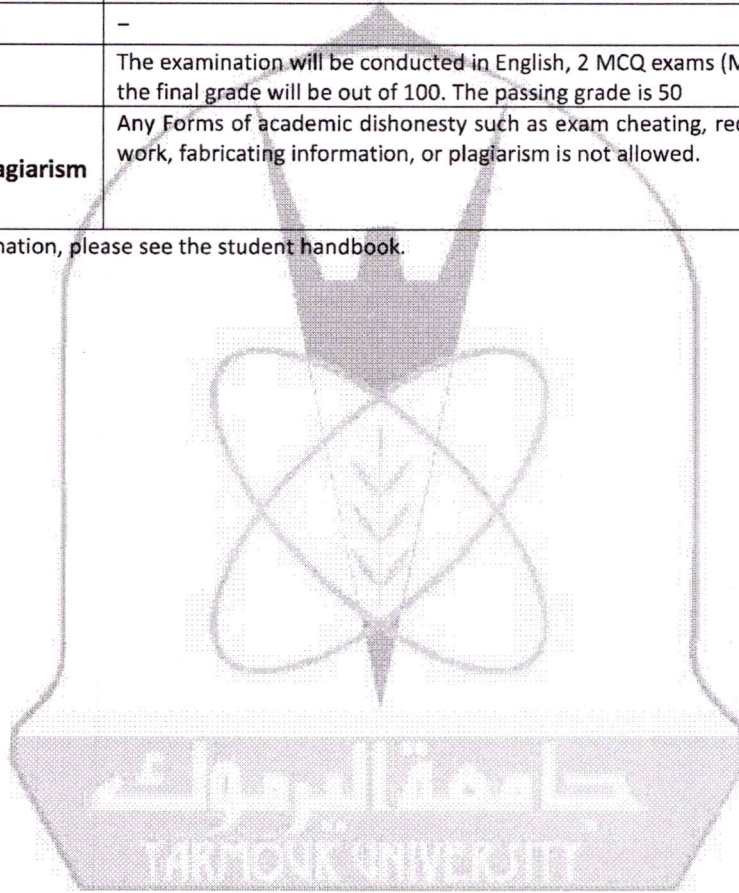 –
The examination will be conducted in English, 2 MCQ exams (M
the final grade will be out of 100. The passing grade is 50
Any Forms of academic dishonesty such as exam cheating,
work, fabricating information, or plagiarism is not allowed.
agiarism
nation, please see the student handbook.
جامعة اليرموك
YARMOUK UNIVERSITY